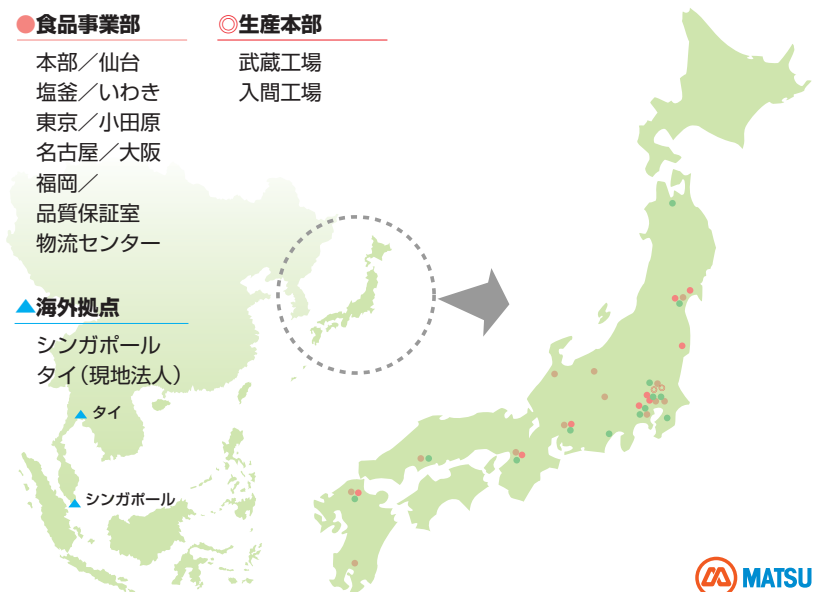 ●食品事業部
本部／仙台
塩釜／いわき
東京／小田原
名古屋／大阪
福岡／
品質保証室
物流センター
◎生産本部
武蔵工場
入間工場
▲海外拠点
シンガポール
タイ（現地法人）
タイ
シンガポール
MATSU